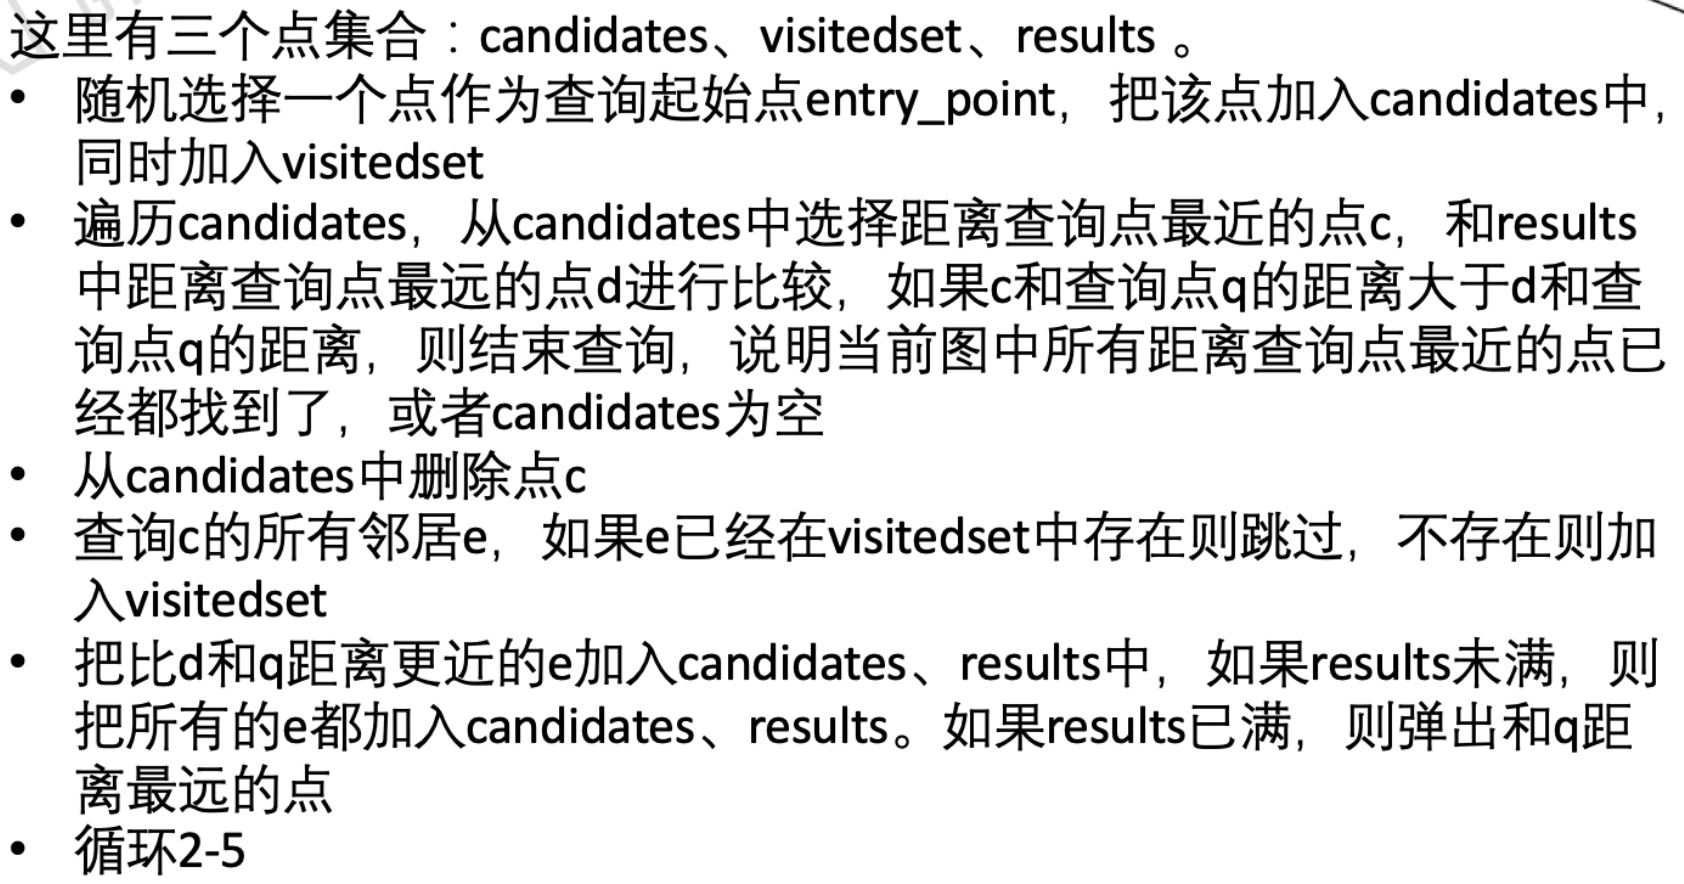 这里有三个点集合：candidates、visitedset、results 。
• 随机选择一个点作为查询起始点entry_point，把该点加入candidates中，
同时加入visitedset
• 遍历candidates，从candidates中选择距离查询点最近的点c，和results
中距离查询点最远的点d进行比较，如果c和查询点q的距离大于d和查
询点q的距离，则结束查询，说明当前图中所有距离查询点最近的点已
经都找到了，或者candidates为空
• 从candidates中删除点c
• 查询c的所有邻居e，如果e已经在visitedset中存在则跳过，不存在则加
入visitedset
• 把比d和q距离更近的e加入candidates、results中，如果results未满，则
把所有的e都加入candidates、results。如果results已满，则弹出和q距
离最远的点
• 循环2-5